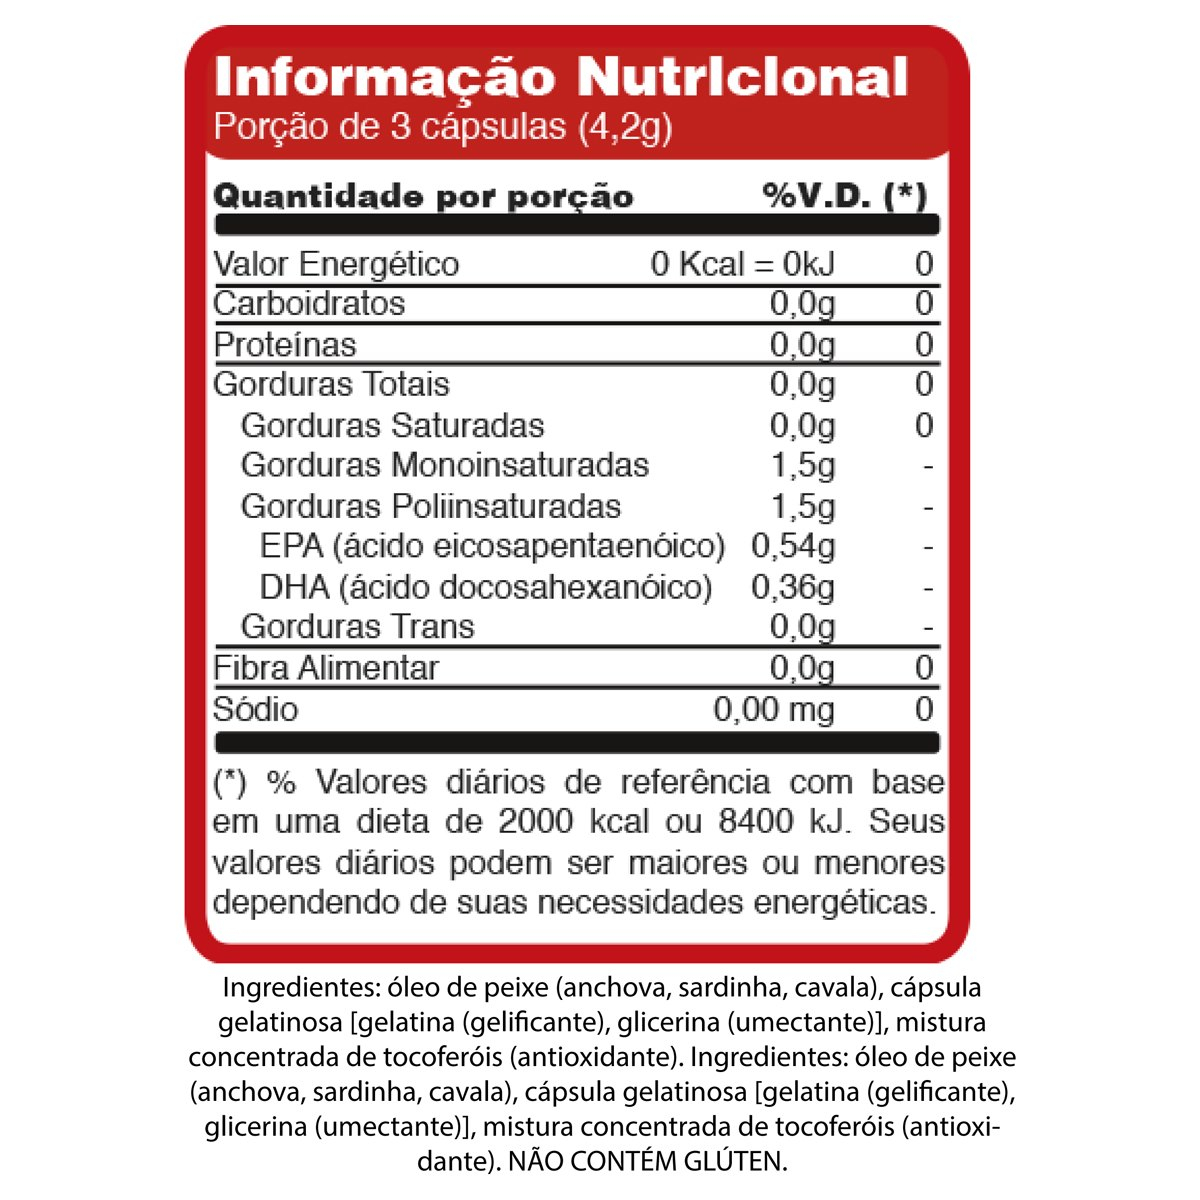 Informação Nutricional
Porção de 3 cápsulas (4,2g)
Quantidade por porção %V.D. (*)
Valor Energético 0 Kcal = 0kJ 0
Carboidratos 0,0g 0
Proteínas 0,0g 0
Gorduras Totais 0,0g 0
Gorduras Saturadas 0,0g 0
Gorduras Monoinsaturadas 1,5g -
Gorduras Poliinsaturadas 1,5g -
EPA (ácido eicosapentaenóico) 0,54g -
DHA (ácido docosahexanóico) 0,36g -
Gorduras Trans 0,0g -
Fibra Alimentar 0,0g 0
Sódio 0,00 mg 0
(*) % Valores diários de referência com base
em uma dieta de 2000 kcal ou 8400 kJ. Seus
valores diários podem ser maiores ou menores
dependendo de suas necessidades energéticas.
Ingredientes: óleo de peixe (anchova, sardinha, cavala), cápsula
gelatinosa [gelatina (gelificante), glicerina (umectante)], mistura
concentrada de tocoferóis (antioxidante). Ingredientes: óleo de peixe
(anchova, sardinha, cavala), cápsula gelatinosa [gelatina (gelificante),
glicerina (umectante)], mistura concentrada de tocoferóis (antioxi-
dante). NÃO CONTÉM GLÚTEN.